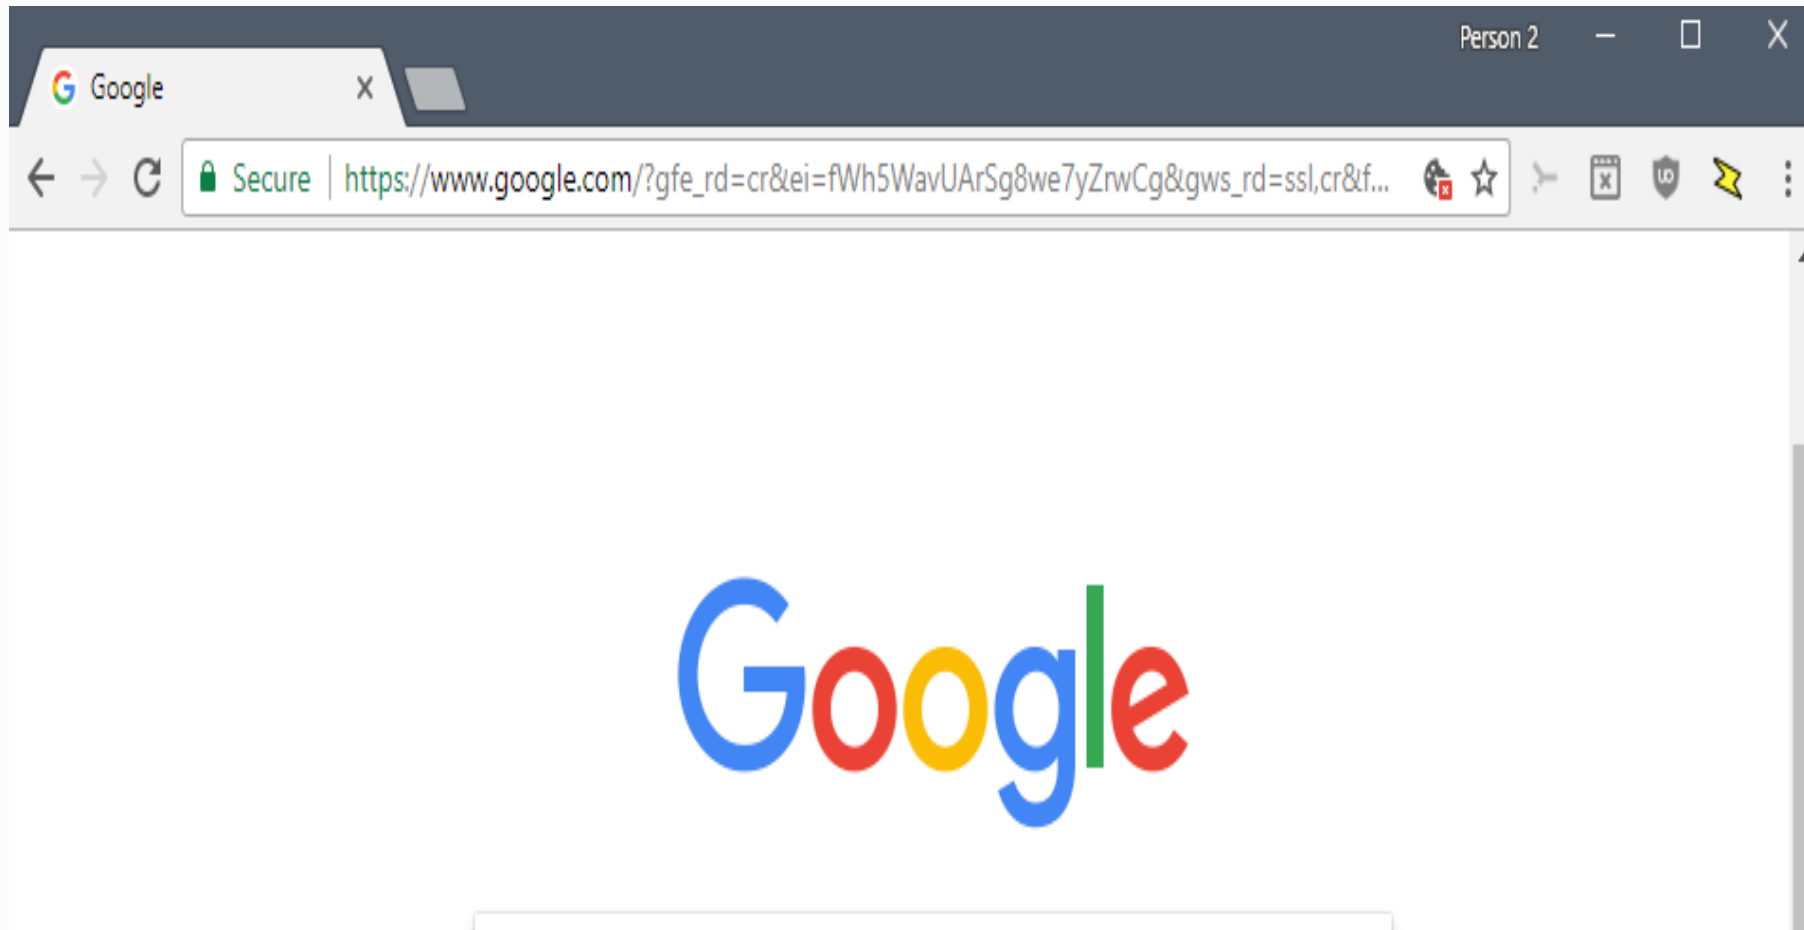 Person 2
Google
Secure
https://www.google.com/?gfe_rd=cr&ei=fWh5WavUArSg8we7yZrwCg&gws_rd=ssl,cr&f...
Google